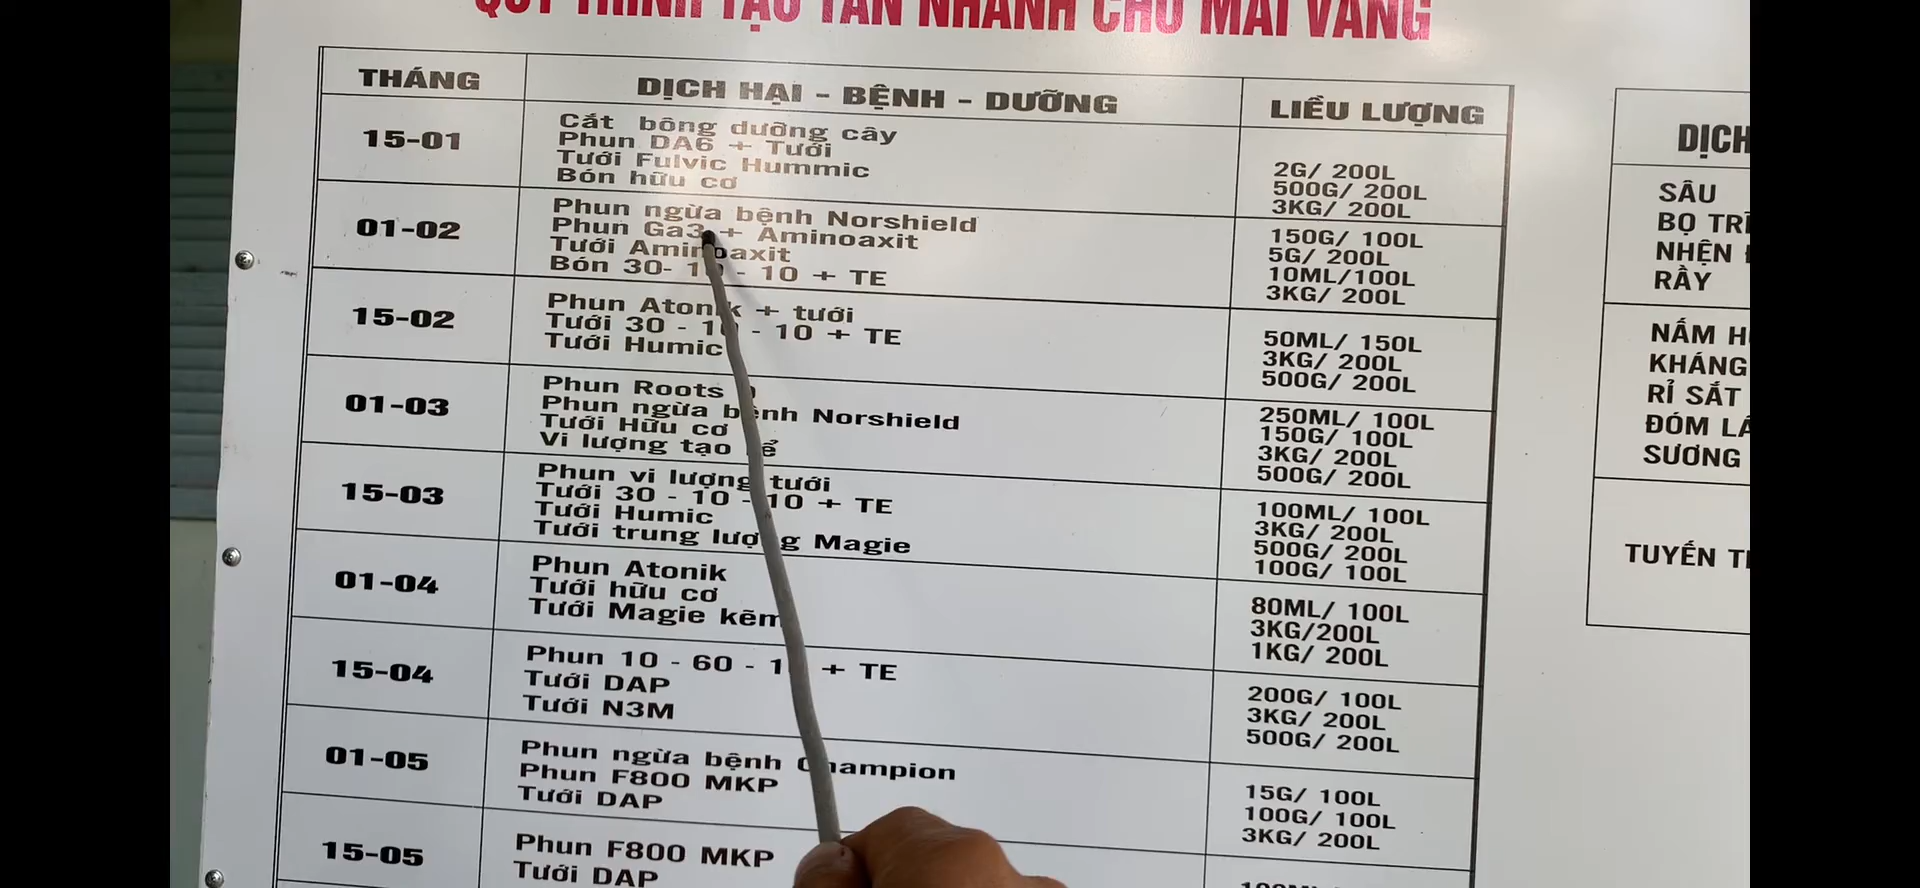 QUY TRÌNH TẠO TÀN NHÁNH CHO MAI VÀNG
THÁNG
DỊCH HẠI - BỆNH - DƯỠNG
LIỀU LƯỢNG
15-01
Cắt bông dưỡng cây
Phun DA6 + Tưới
Tưới Fulvic Hummic
Bón hữu cơ
2G/ 200L
500G/ 200L
3KG/ 200L
01-02
Phun ngừa bệnh Norshield
Phun Ga3 + Aminoaxit
Tưới Aminoaxit
Bón 30- 10 - 10 + TE
150G/ 100L
5G/ 200L
10ML/100L
3KG/ 200L
15-02
Phun Atonik + tưới
Tưới 30 - 10 - 10 + TE
Tưới Humic
50ML/ 150L
3KG/ 200L
500G/ 200L
01-03
Phun Roots
Phun ngừa bệnh Norshield
Tưới Hữu cơ
Vi lượng tạo
250ML/ 100L
150G/ 100L
3KG/ 200L
500G/ 200L
15-03
Phun vi lượng tưới
Tưới 30 - 10 - 10 + TE
Tưới Humic
Tưới trung lượng Magie
100ML/ 100L
3KG/ 200L
500G/ 200L
100G/ 100L
01-04
Phun Atonik
Tưới hữu cơ
Tưới Magie kẽm
80ML/ 100L
3KG/200L
1KG/ 200L
15-04
Phun 10 - 60 - 10 + TE
Tưới DAP
Tưới N3M
200G/ 100L
3KG/ 200L
500G/ 200L
01-05
Phun ngừa bệnh Champion
Phun F800 MKP
Tưới DAP
15G/ 100L
100G/ 100L
3KG/ 200L
15-05
Phun F800 MKP
Tưới DAP
DỊCH
SÂU
BỌ TRĨ
NHỆN
RẦY
NẤM
KHÁNG
RỈ SẮT
ĐỐM LÁ
SƯƠNG
TUYẾN